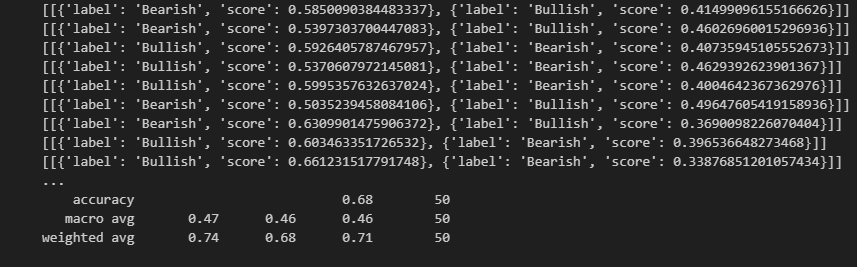 [[{'label': 'Bearish', 'score': 0.5850090384483337}, {'label': 'Bullish', 'score': 0.41499096155166626}]]
[[{'label': 'Bearish', 'score': 0.5397303700447083}, {'label': 'Bullish', 'score': 0.46026960015296936}]]
[[{'label': 'Bullish', 'score': 0.5926405787467957}, {'label': 'Bearish', 'score': 0.40735945105552673}]]
[[{'label': 'Bullish', 'score': 0.5370607972145081}, {'label': 'Bearish', 'score': 0.4629392623901367}]]
[[{'label': 'Bullish', 'score': 0.5995357632637024}, {'label': 'Bearish', 'score': 0.4004642367362976}]]
[[{'label': 'Bearish', 'score': 0.5035239458084106}, {'label': 'Bullish', 'score': 0.49647605419158936}]]
[[{'label': 'Bearish', 'score': 0.6309901475906372}, {'label': 'Bullish', 'score': 0.3690098226070404}]]
[[{'label': 'Bullish', 'score': 0.603463351726532}, {'label': 'Bearish', 'score': 0.396536648273468}]]
[[{'label': 'Bullish', 'score': 0.661231517791748}, {'label': 'Bearish', 'score': 0.33876851201057434}]]
...
accuracy 0.68 50
macro avg 0.47 0.46 0.46 50
weighted avg 0.74 0.68 0.71 50